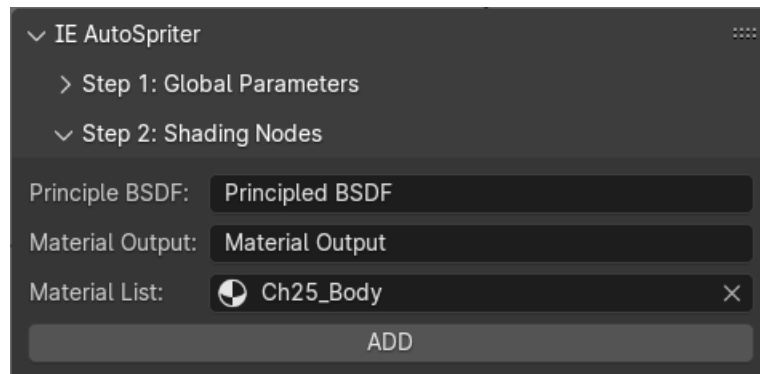 IE AutoSpriter
Step 1: Global Parameters
Step 2: Shading Nodes
Principle BSDF: Principled BSDF
Material Output: Material Output
Material List: Ch25_Body
ADD